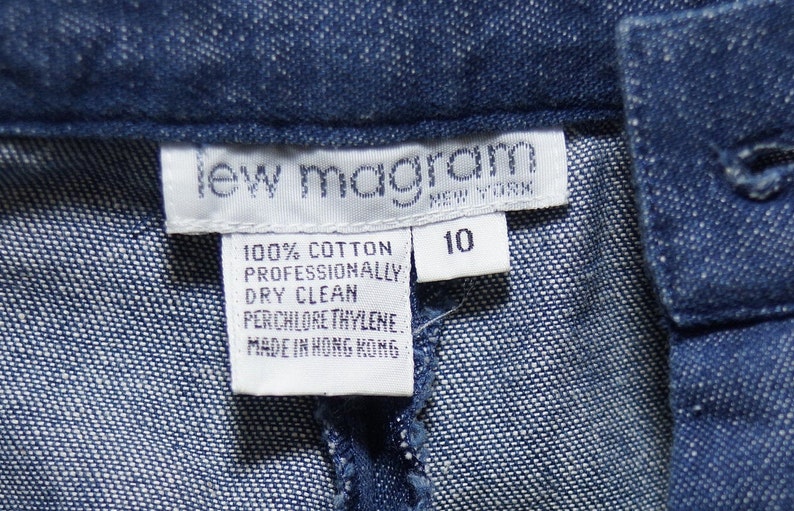 lew magram
NEW YORK
10
100% COTTON
PROFESSIONALLY
DRY CLEAN
PERCHLORETHYLENE
MADE IN HONG KONG